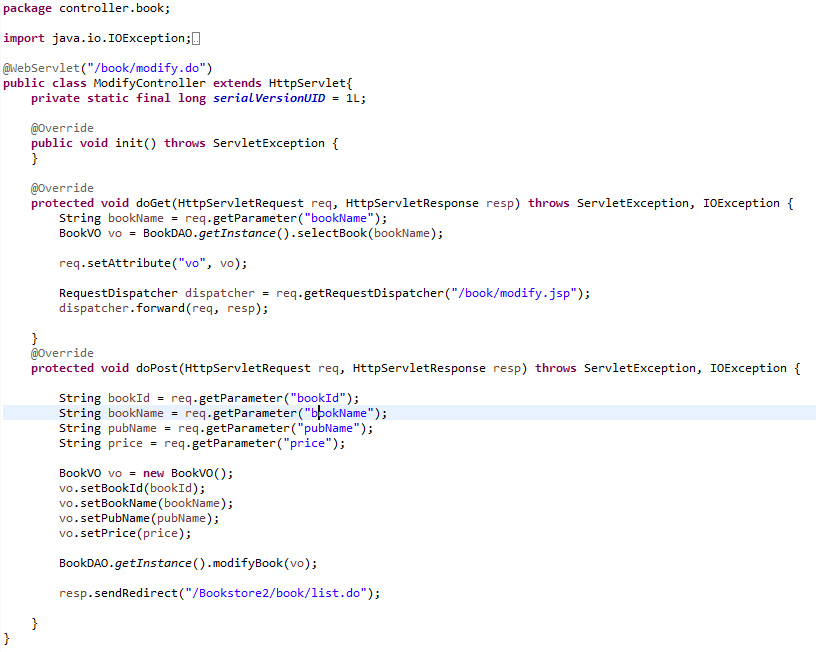 package controller.book;
import java.io.IOException;
@WebServlet("/book/modify.do")
public class ModifyController extends HttpServlet{
private static final long serialVersionUID = 1L;
@Override
public void init() throws ServletException {
}
@Override
protected void doGet(HttpServletRequest req, HttpServletResponse resp) throws ServletException, IOException {
String bookName = req.getParameter("bookName");
BookVO vo = BookDAO.getInstance().selectBook(bookName);
req.setAttribute("vo", vo);
RequestDispatcher dispatcher = req.getRequestDispatcher("/book/modify.jsp");
dispatcher.forward(req, resp);
}
@Override
protected void doPost(HttpServletRequest req, HttpServletResponse resp) throws ServletException, IOException {
String bookId = req.getParameter("bookId");
String bookName = req.getParameter("bookName");
String pubName = req.getParameter("pubName");
String price = req.getParameter("price");
BookVO vo = new BookVO();
vo.setBookId(bookId);
vo.setBookName(bookName);
vo.setPubName(pubName);
vo.setPrice(price);
BookDAO.getInstance().modifyBook(vo);
resp.sendRedirect("/Bookstore2/book/list.do");
}
}